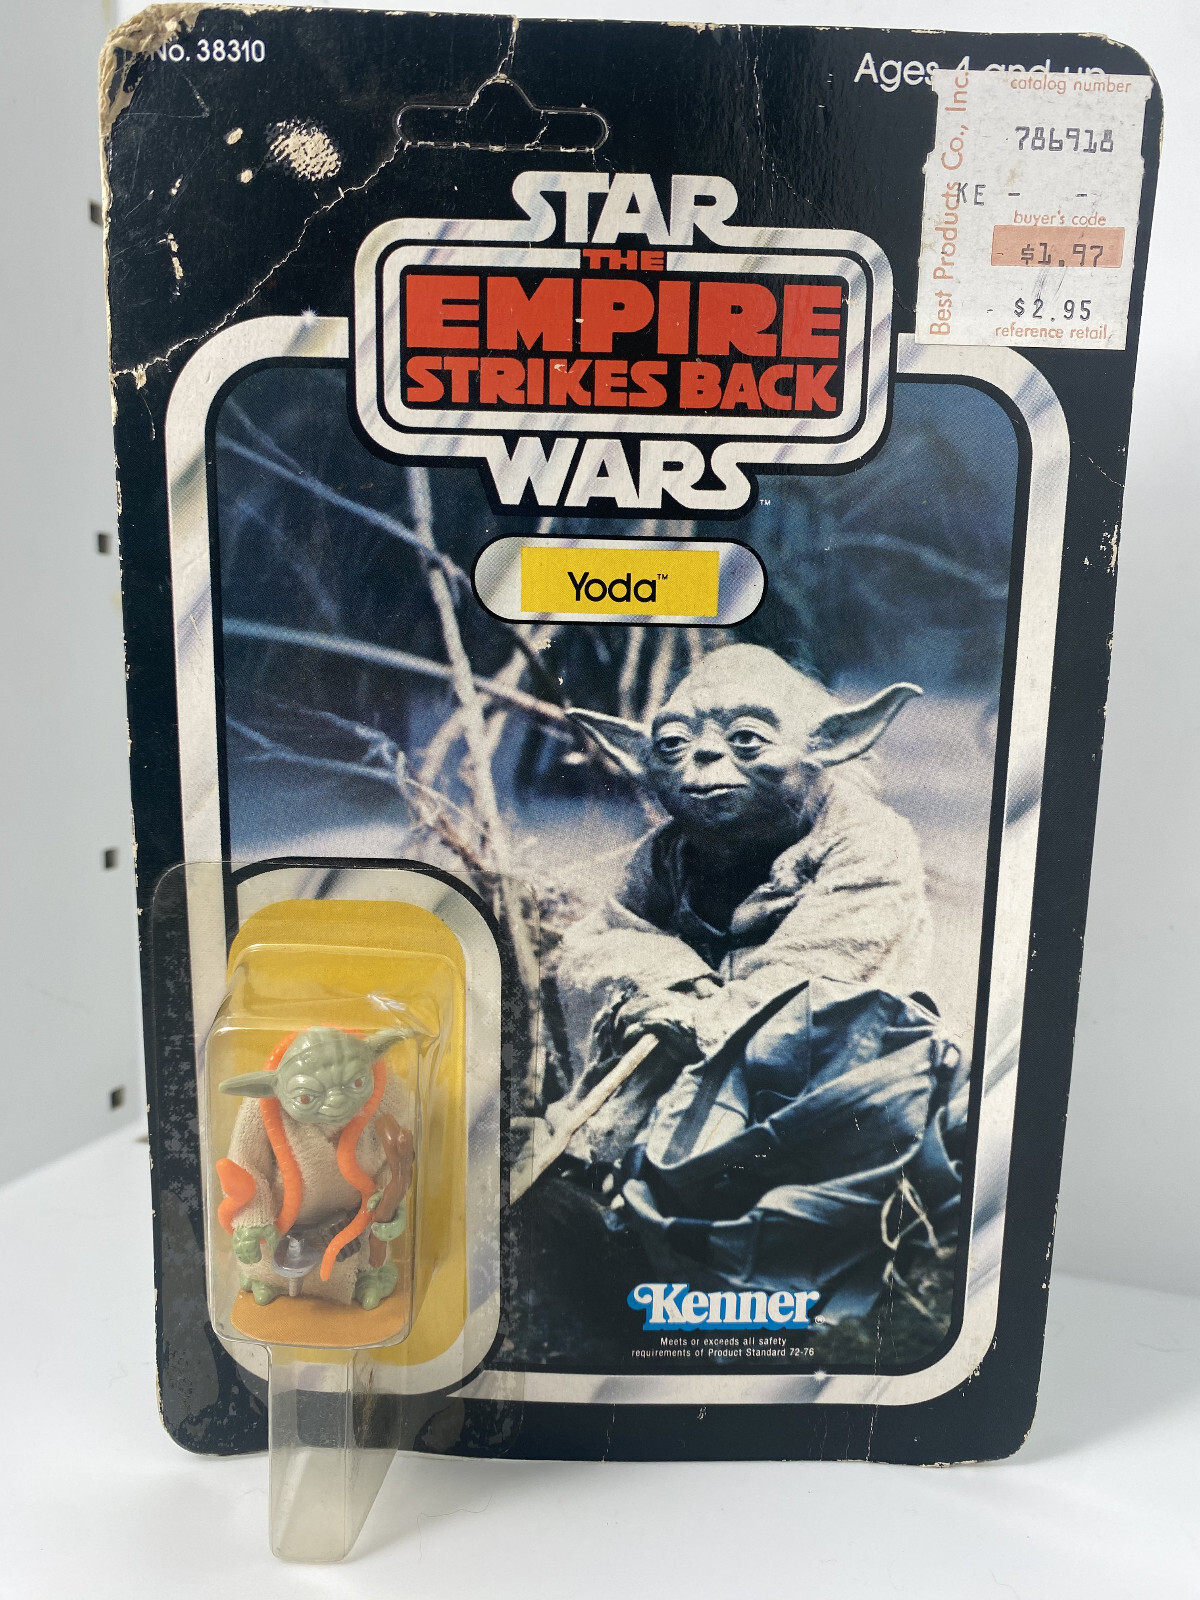 No. 38310
Ages 4 and up
catalog number
786918
KE - -
buyer's code
- $1.97
- $2.95
reference retail
Best Products Co., Inc.
STAR
THE
EMPIRE
STRIKES BACK
WARS™
Yoda™
Kenner®
Meets or exceeds all safety
requirements of Product Standard 72-76